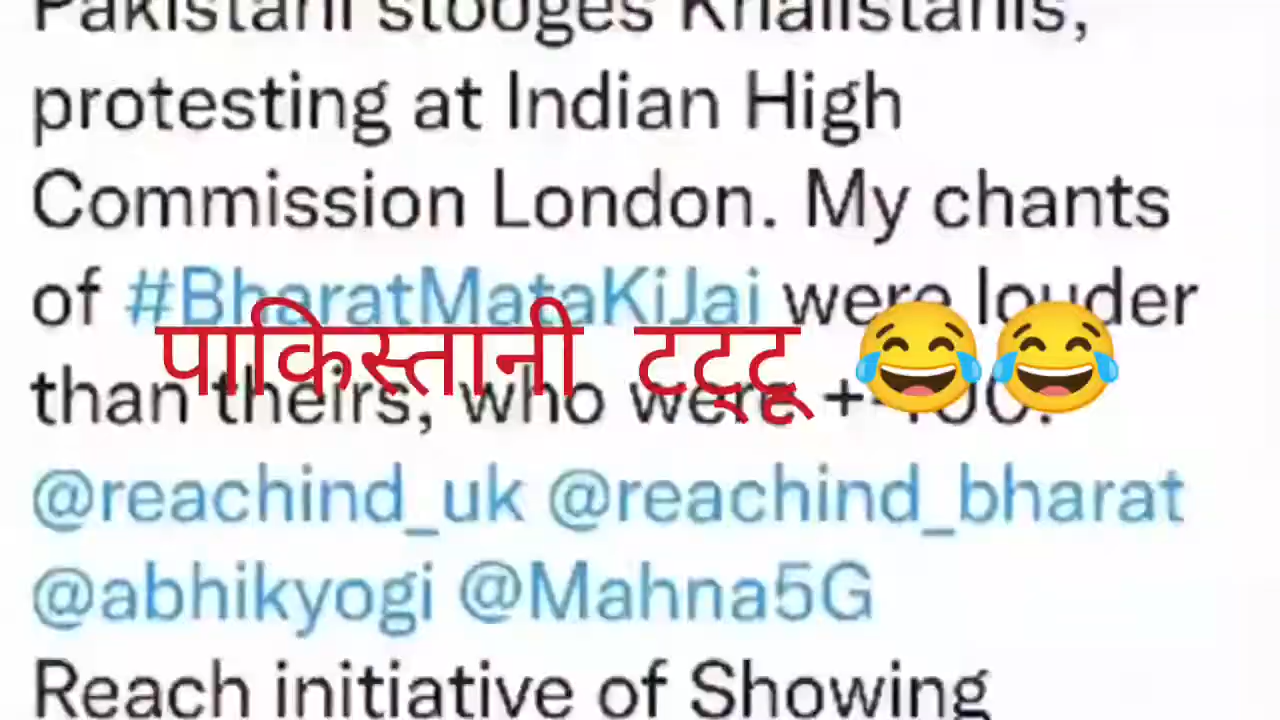 Pakistani stooges Khalistanis,
protesting at Indian High
Commission London. My chants
of #BharatMataKiJai were louder
पाकिस्तानी टट्टू 😂😂
than theirs, who were +-100.
@reachind_uk @reachind_bharat
@abhikyogi @Mahna5G
Reach initiative of Showing